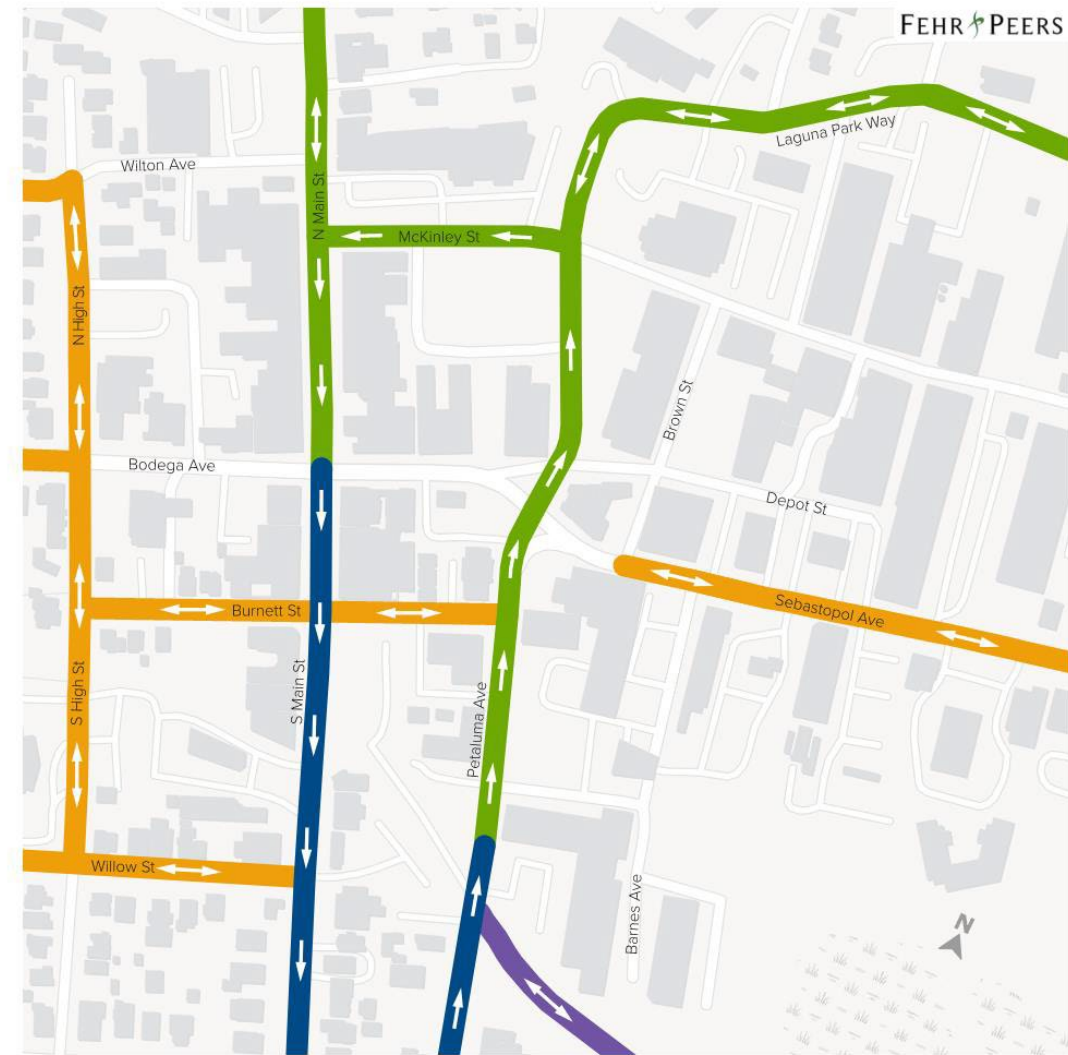 FEHR PEERS
Laguna Park Way
Wilton Ave
N Main St
McKinley St
N High St
Brown St
Bodega Ave
Depot St
Burnett St
Sebastopol Ave
S High St
S Main St
Petaluma Ave
Willow St
Barnes Ave
N